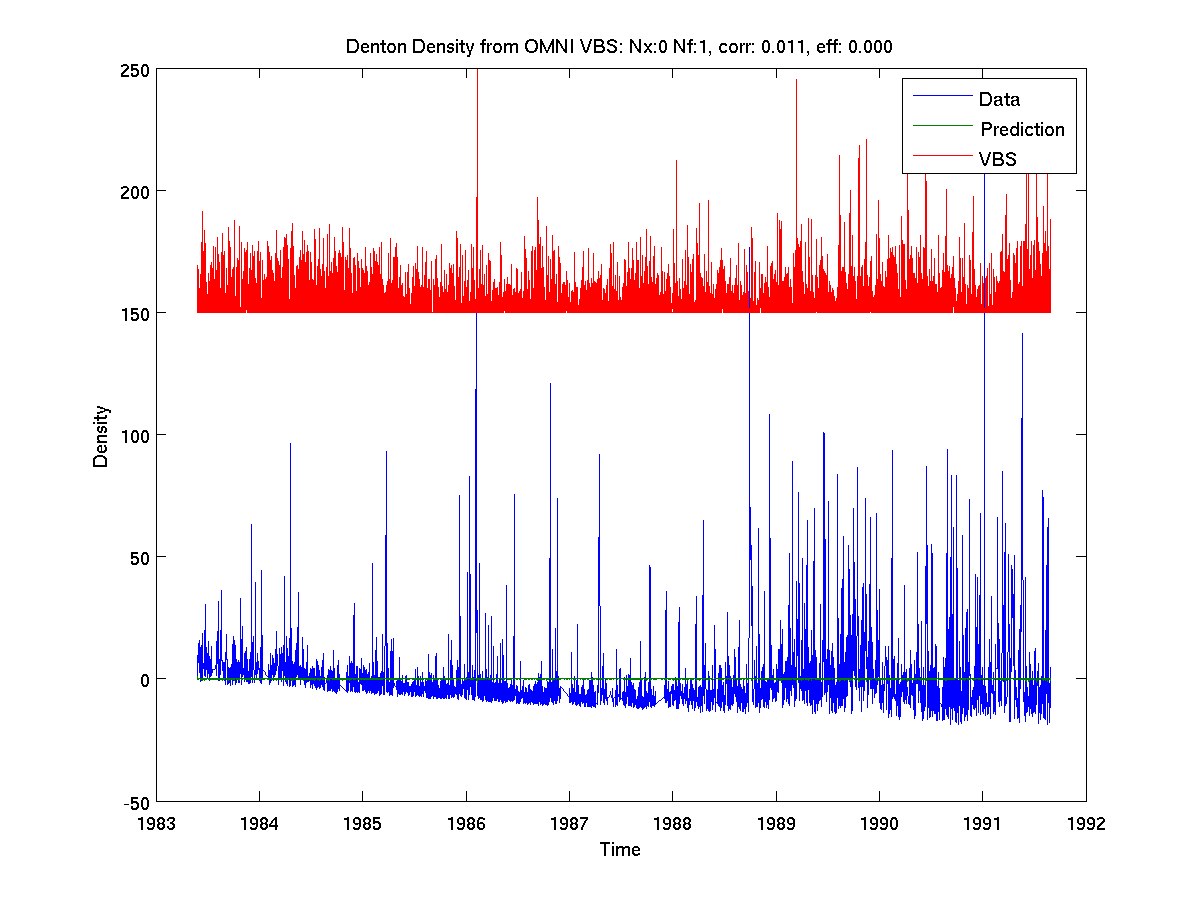 Denton Density from OMNI VBS: Nx:0 Nf:1, corr: 0.011, eff: 0.000
250
200
150
100
50
0
-50
Density
Data
Prediction
VBS
1983 1984 1985 1986 1987 1988 1989 1990 1991 1992
Time